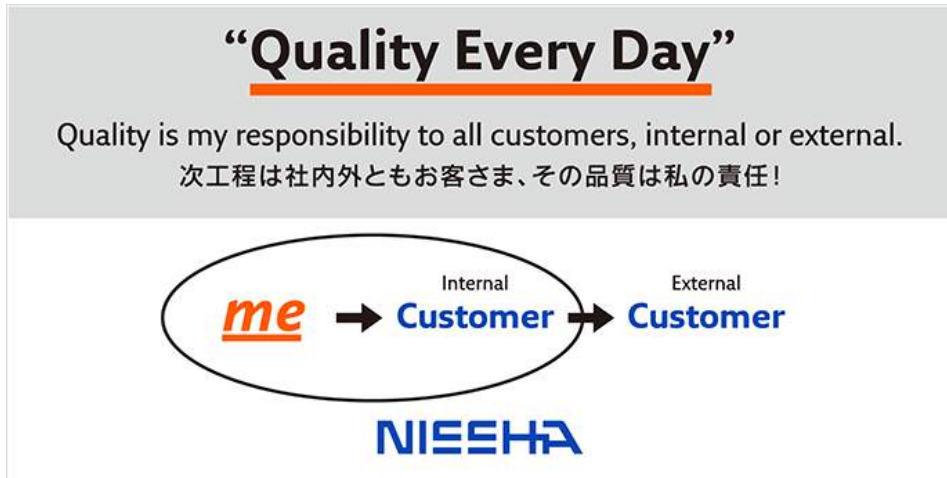 “Quality Every Day”
Quality is my responsibility to all customers, internal or external.
次工程は社内外ともお客さま、その品質は私の責任！
Internal
External
me
Customer
Customer
NISSHA